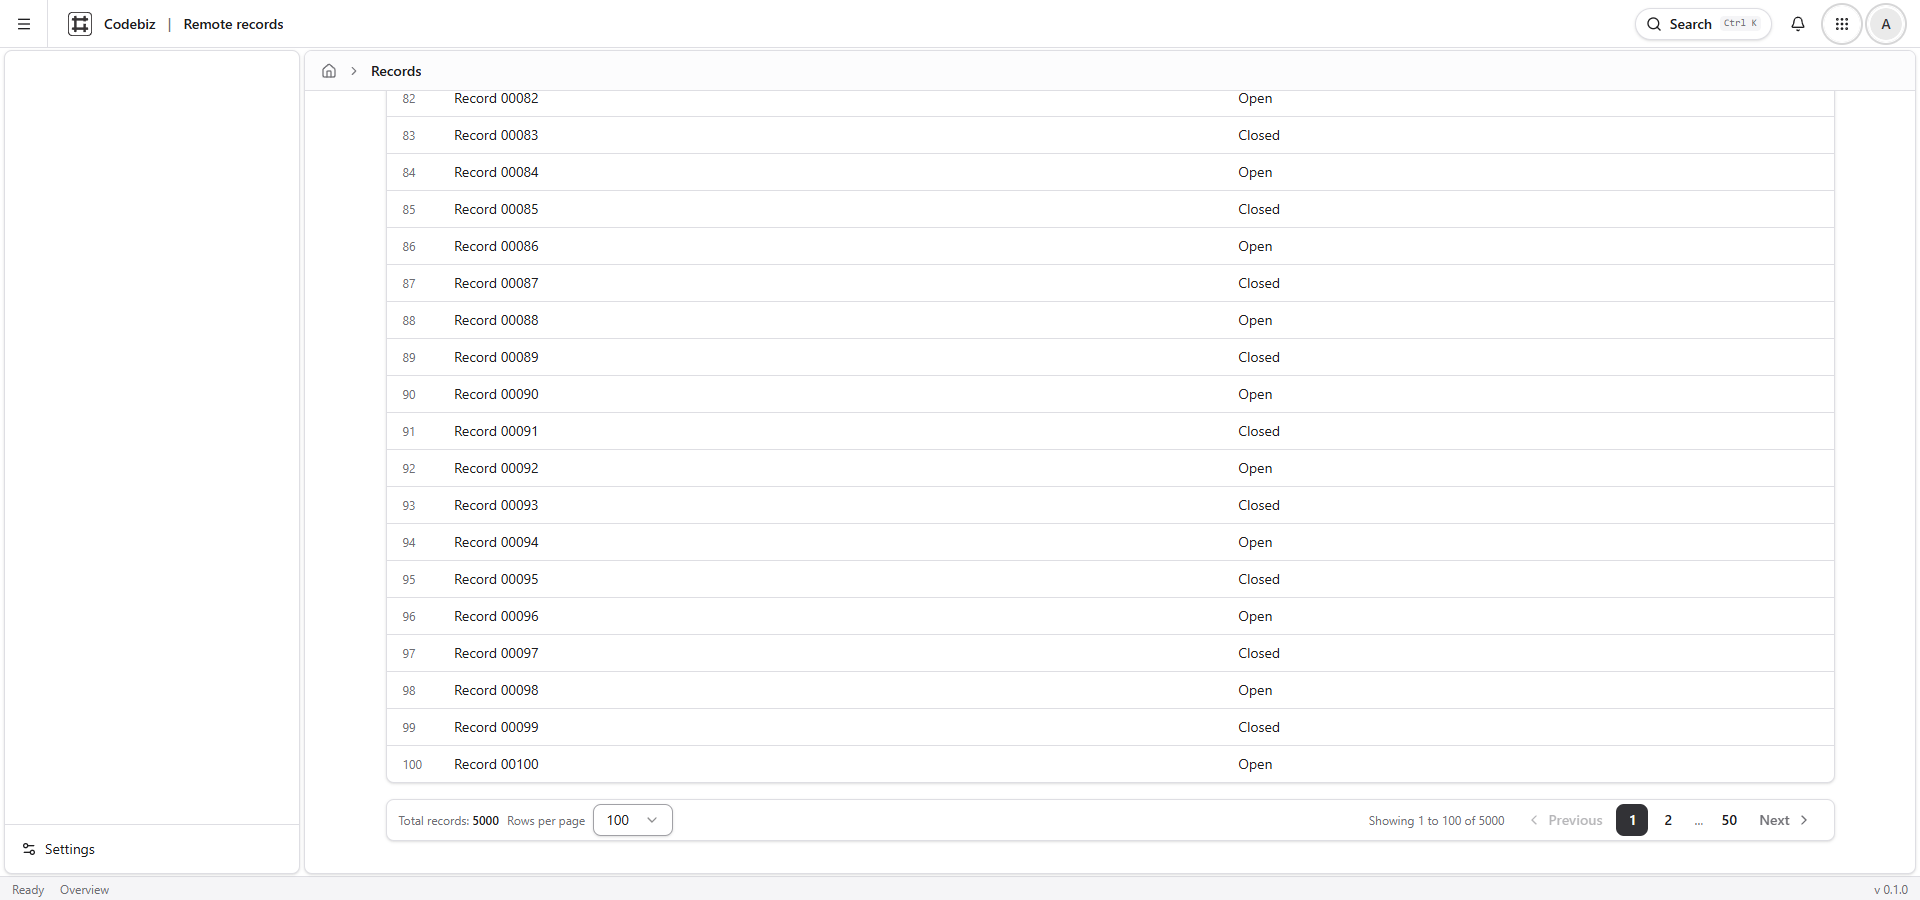 Codebiz | Remote records
Search Ctrl K
A
Records
82 Record 00082 Open
83 Record 00083 Closed
84 Record 00084 Open
85 Record 00085 Closed
86 Record 00086 Open
87 Record 00087 Closed
88 Record 00088 Open
89 Record 00089 Closed
90 Record 00090 Open
91 Record 00091 Closed
92 Record 00092 Open
93 Record 00093 Closed
94 Record 00094 Open
95 Record 00095 Closed
96 Record 00096 Open
97 Record 00097 Closed
98 Record 00098 Open
99 Record 00099 Closed
100 Record 00100 Open
Total records: 5000 Rows per page 100
Showing 1 to 100 of 5000 Previous 1 2 ... 50 Next
Settings
Ready Overview
v 0.1.0